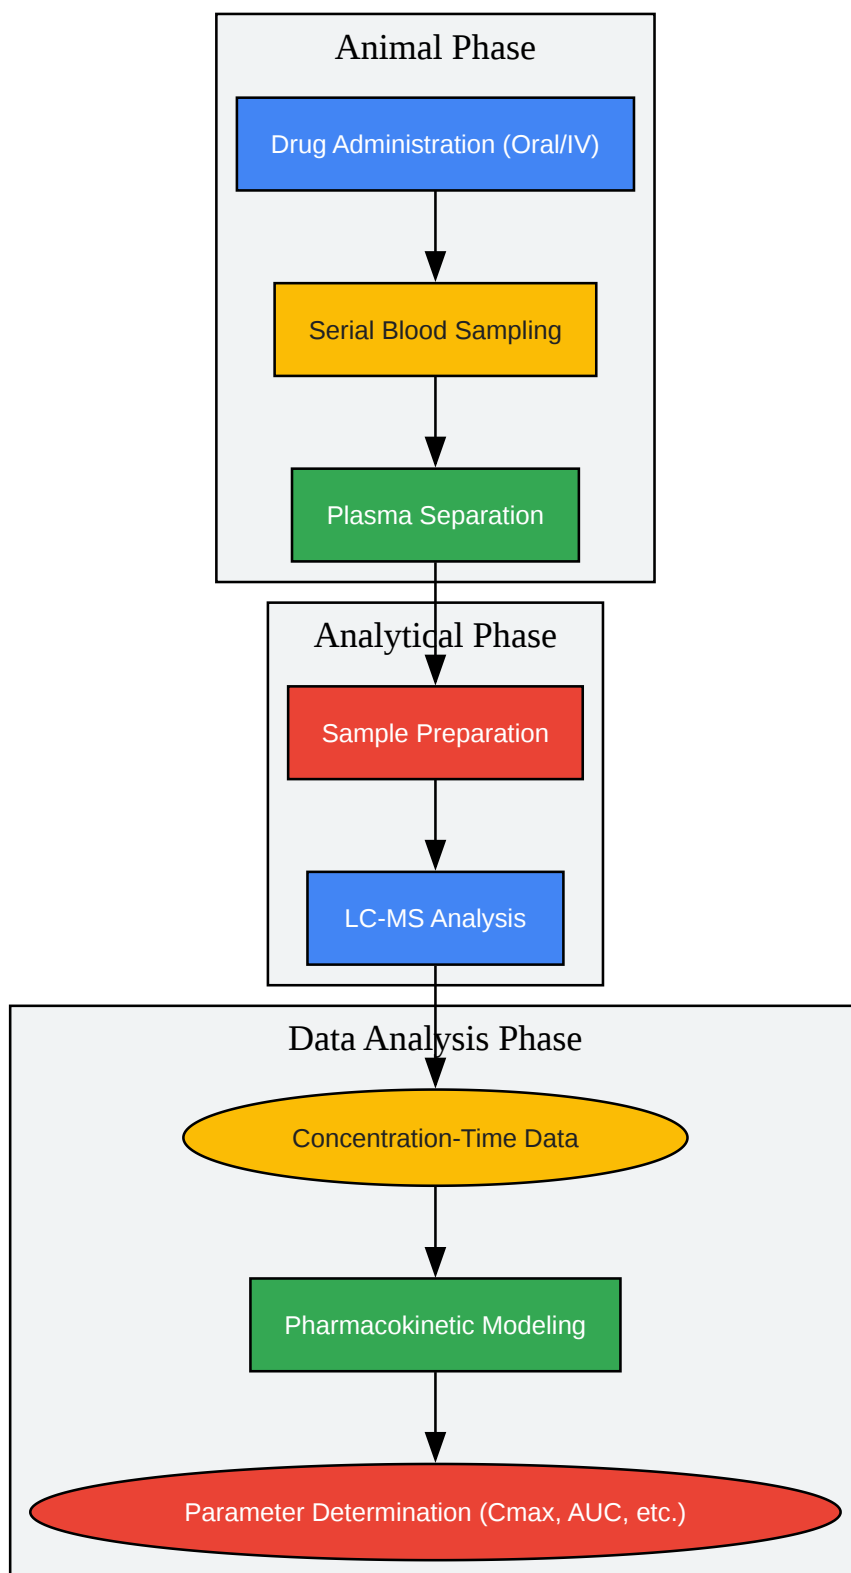 Animal Phase
Drug Administration (Oral/IV)
Serial Blood Sampling
Plasma Separation
Analytical Phase
Sample Preparation
LC-MS Analysis
Data Analysis Phase
Concentration-Time Data
Pharmacokinetic Modeling
Parameter Determination (Cmax, AUC, etc.)